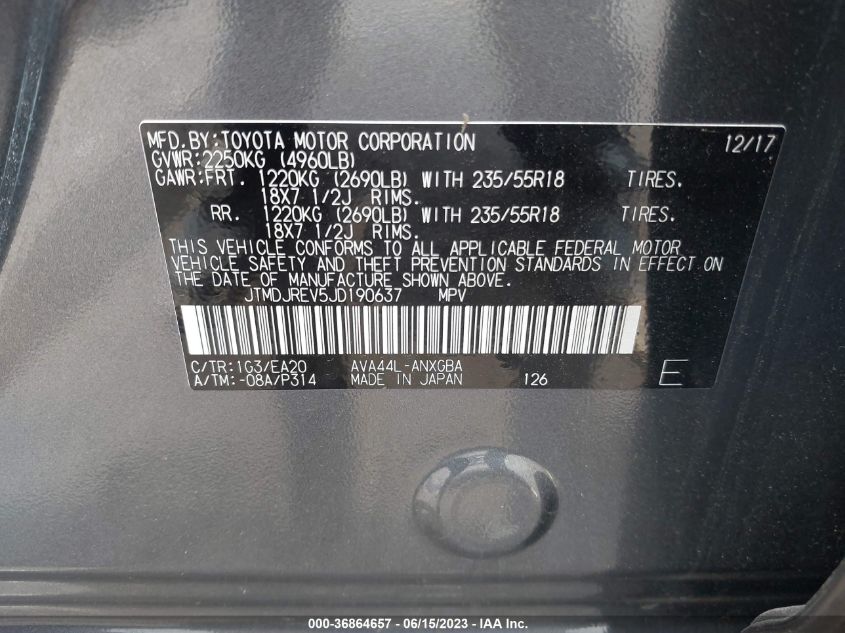 MFD.BY:TOYOTA MOTOR CORPORATION 12/17
GVWR:2250KG (4960LB)
GAWR:FRT. 1220KG (2690LB) WITH 235/55R18 TIRES.
18X7 1/2J RIMS.
RR. 1220KG (2690LB) WITH 235/55R18 TIRES.
18X7 1/2J RIMS.
THIS VEHICLE CONFORMS TO ALL APPLICABLE FEDERAL MOTOR
VEHICLE SAFETY AND THEFT PREVENTION STANDARDS IN EFFECT ON
THE DATE OF MANUFACTURE SHOWN ABOVE.
JTMDJREV5JD190637 MPV
C/TR:1G3/EA20 AVA44L-ANXGBA
A/TM:-08A/P314 MADE IN JAPAN 126 E
000-36864657 - 06/15/2023 - IAA Inc.